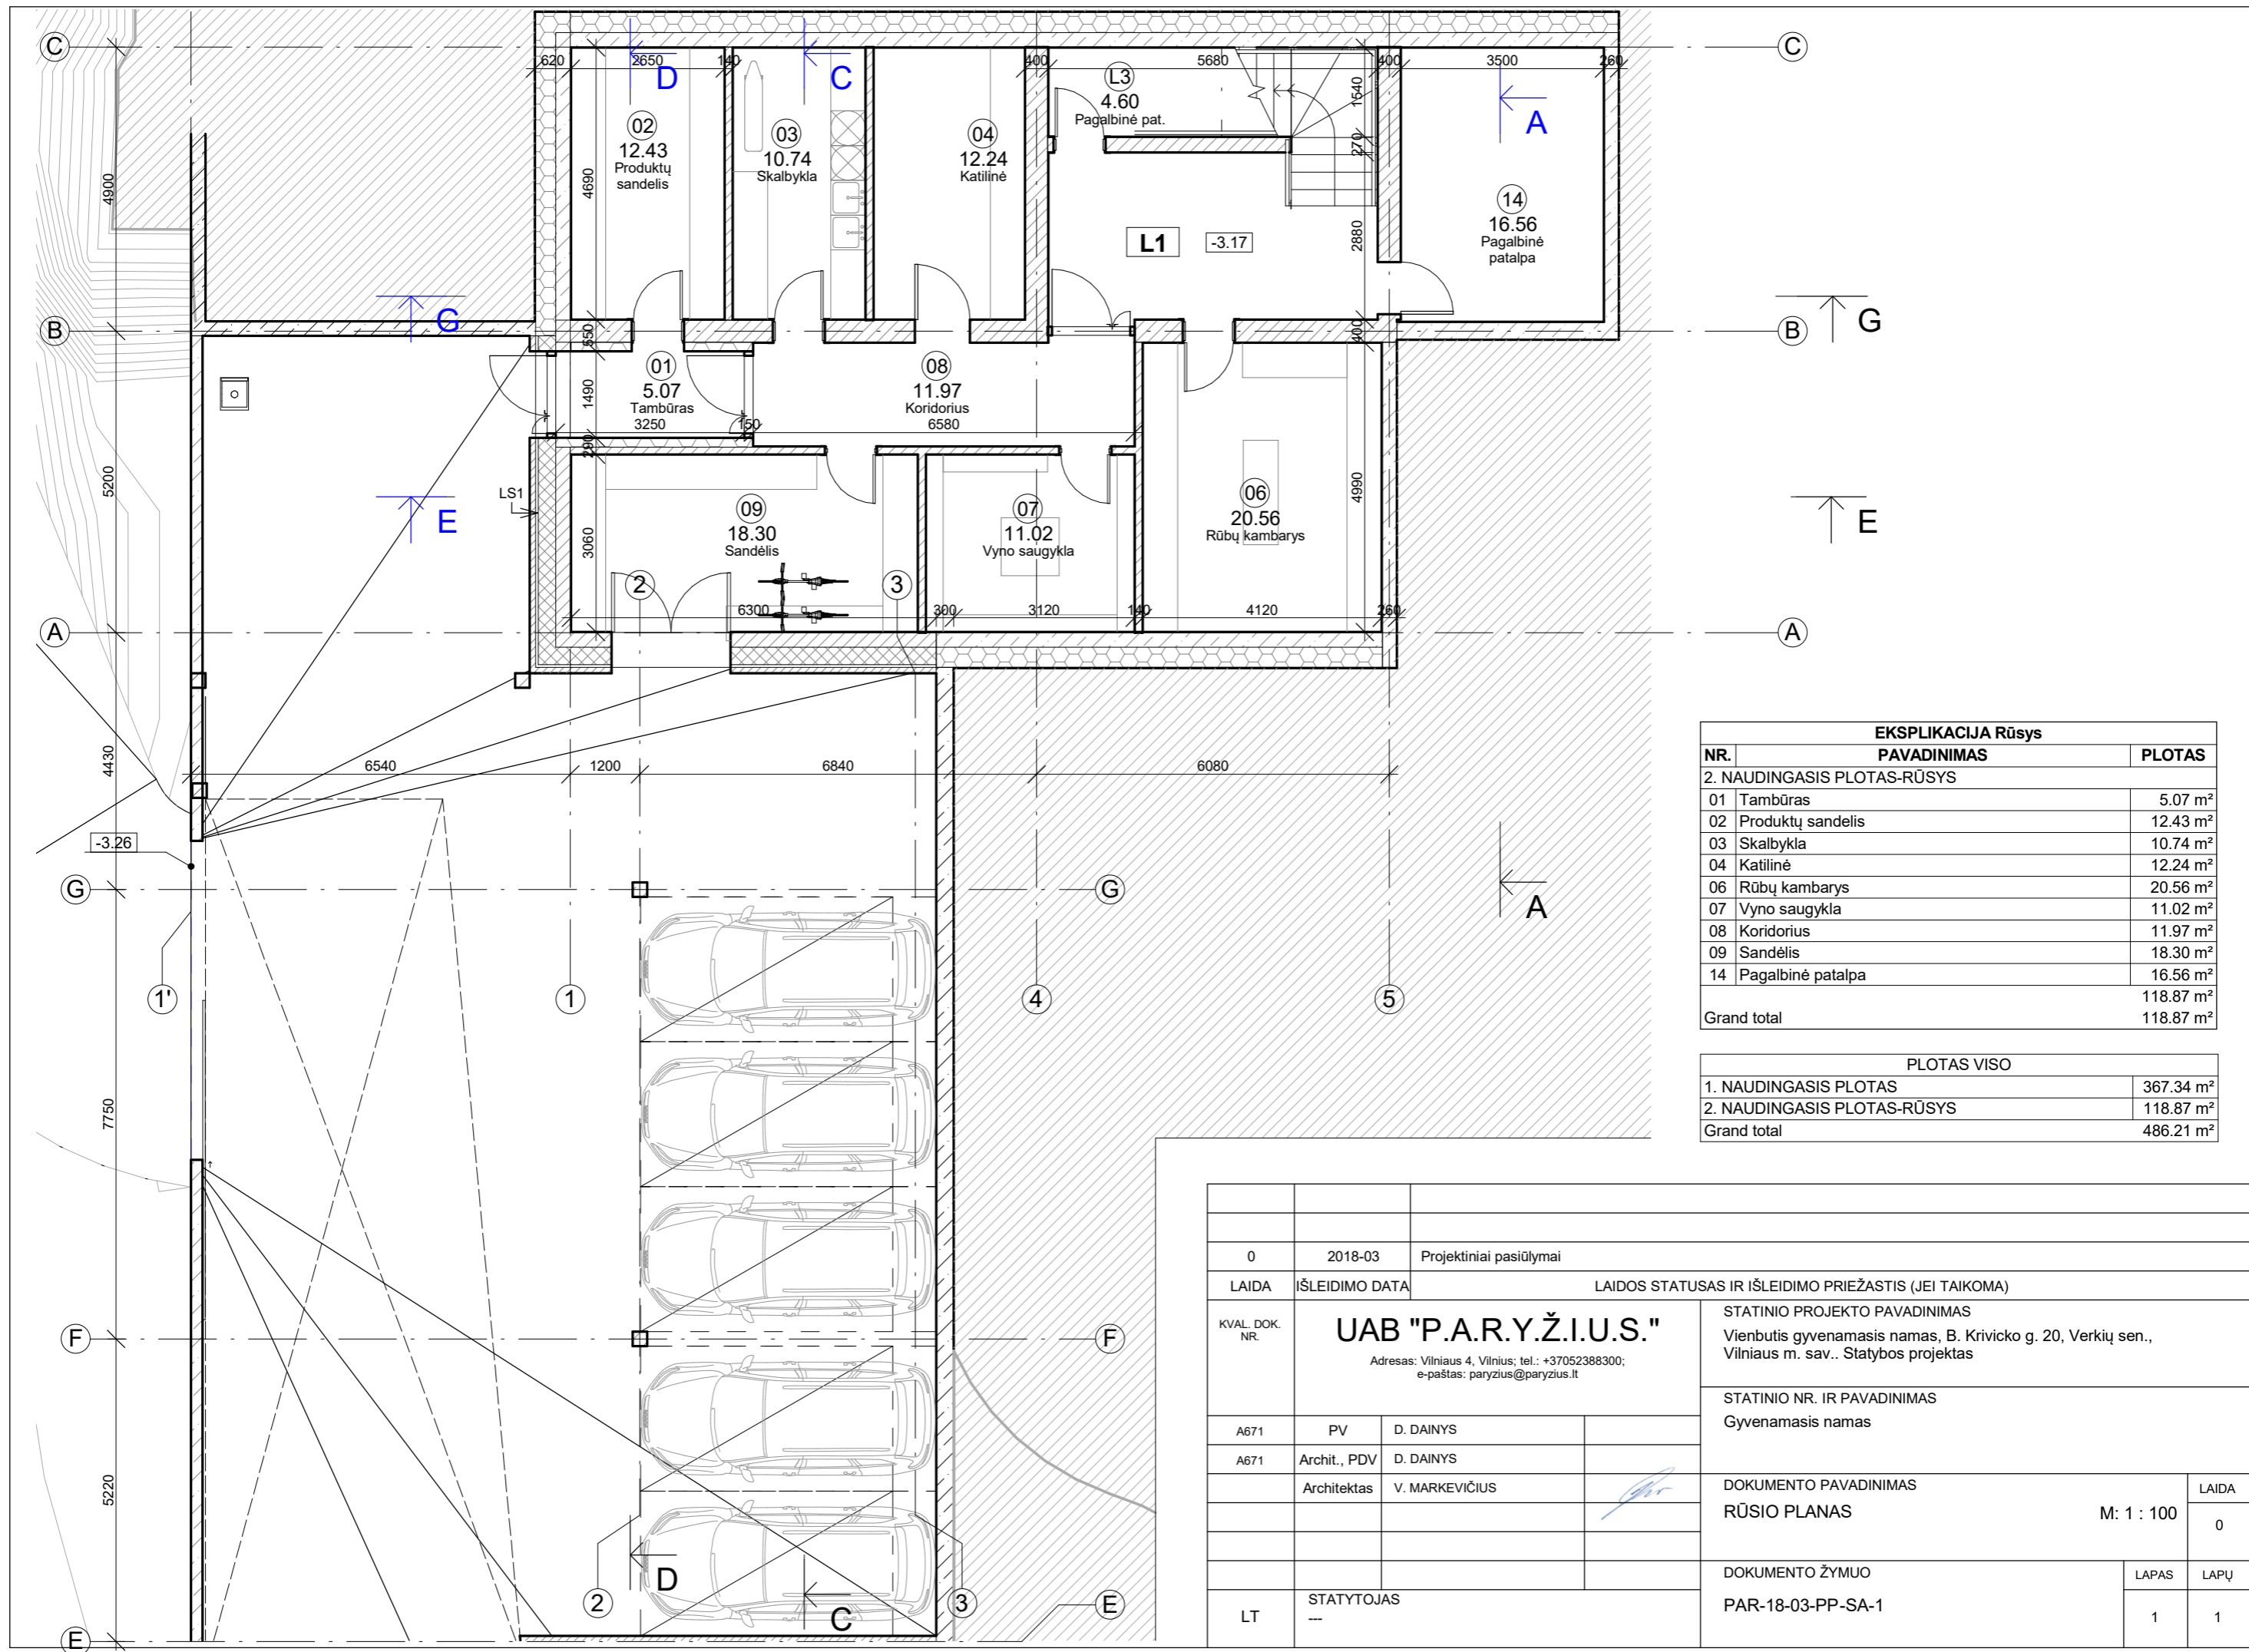 C
C
620
2650
140
400
5680
400
3500
260
D
C
A
L3
4.60
Pagalbinė pat.
1540
270
02
12.43
Produktų
sandelis
03
10.74
Skalbykla
04
12.24
Katilinė
14
16.56
Pagalbinė
patalpa
4900
4690
L1
-3.17
2880
G
G
B
B
550
400
01
5.07
Tambūras
3250
150
08
11.97
Koridorius
6580
1490
290
5200
LS1
E
E
3060
09
18.30
Sandėlis
07
11.02
Vyno saugykla
06
20.56
Rūbų kambarys
4990
2
3
6300
300
3120
140
4120
260
A
A
4430
6540
1200
6840
6080
-3.26
G
G
A
1'
1
4
5
7750
F
F
5220
D
C
2
3
E
E
EKSPLIKACIJA Rūsys
NR. PAVADINIMAS PLOTAS
2. NAUDINGASIS PLOTAS-RŪSYS
01 Tambūras 5.07 m²
02 Produktų sandelis 12.43 m²
03 Skalbykla 10.74 m²
04 Katilinė 12.24 m²
06 Rūbų kambarys 20.56 m²
07 Vyno saugykla 11.02 m²
08 Koridorius 11.97 m²
09 Sandėlis 18.30 m²
14 Pagalbinė patalpa 16.56 m²
118.87 m²
Grand total 118.87 m²
PLOTAS VISO
1. NAUDINGASIS PLOTAS 367.34 m²
2. NAUDINGASIS PLOTAS-RŪSYS 118.87 m²
Grand total 486.21 m²
0 2018-03 Projektiniai pasiūlymai
LAIDA IŠLEIDIMO DATA LAIDOS STATUSAS IR IŠLEIDIMO PRIEŽASTIS (JEI TAIKOMA)
KVAL. DOK.
NR.
UAB "P.A.R.Y.Ž.I.U.S."
Adresas: Vilniaus 4, Vilnius; tel.: +37052388300;
e-paštas: paryzius@paryzius.lt
STATINIO PROJEKTO PAVADINIMAS
Vienbutis gyvenamasis namas, B. Krivicko g. 20, Verkių sen.,
Vilniaus m. sav.. Statybos projektas
STATINIO NR. IR PAVADINIMAS
Gyvenamasis namas
A671 PV D. DAINYS
A671 Archit., PDV D. DAINYS
Architektas V. MARKEVIČIUS
DOKUMENTO PAVADINIMAS
RŪSIO PLANAS M: 1 : 100
LAIDA
0
DOKUMENTO ŽYMUO
PAR-18-03-PP-SA-1
LAPAS LAPŲ
1 1
LT
STATYTOJAS
---